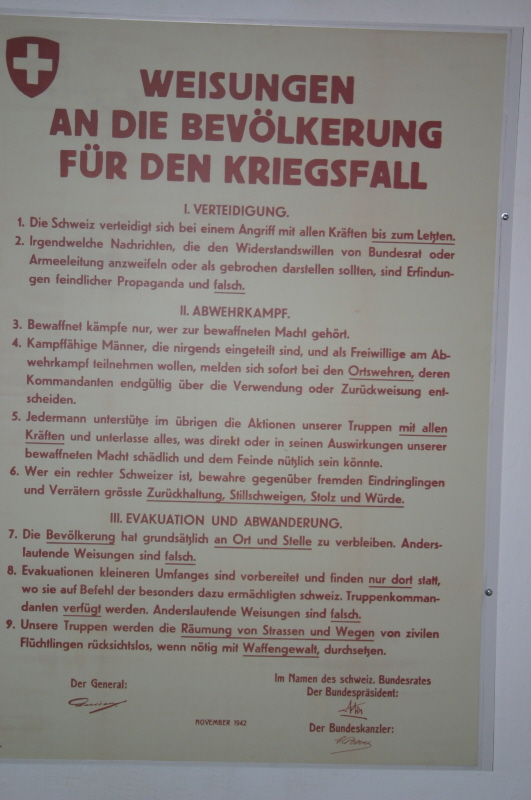 WEISUNGEN
AN DIE BEVÖLKERUNG
FÜR DEN KRIEGSFALL
I. VERTEIDIGUNG.
1. Die Schweiz verteidigt sich bei einem Angriff mit allen Kräften bis zum Letzten.
2. Irgendwelche Nachrichten, die den Widerstandswillen von Bundesrat oder
Armeeleitung anzweifeln oder als gebrochen darstellen sollten, sind Erfindun-
gen feindlicher Propaganda und falsch.
II. ABWEHRKAMPF.
3. Bewaffnet kämpfe nur, wer zur bewaffneten Macht gehört.
4. Kampffähige Männer, die nirgends eingeteilt sind, und als Freiwillige am Ab-
wehrkampf teilnehmen wollen, melden sich sofort bei den Ortswehren, deren
Kommandanten endgültig über die Verwendung oder Zurückweisung ent-
scheiden.
5. Jedermann unterstütze im übrigen die Aktionen unserer Truppen mit allen
Kräften und unterlasse alles, was direkt oder in seinen Auswirkungen unserer
bewaffneten Macht schädlich und dem Feinde nützlich sein könnte.
6. Wer ein rechter Schweizer ist, bewahre gegenüber fremden Eindringlingen
und Verrätern grösste Zurückhaltung, Stillschweigen, Stolz und Würde.
III. EVAKUATION UND ABWANDERUNG.
7. Die Bevölkerung hat grundsätzlich an Ort und Stelle zu verbleiben. Anders-
lautende Weisungen sind falsch.
8. Evakuationen kleineren Umfanges sind vorbereitet und finden nur dort statt,
wo sie auf Befehl der besonders dazu ermächtigten schweiz. Truppenkomman-
danten verfügt werden. Anderslautende Weisungen sind falsch.
9. Unsere Truppen werden die Räumung von Strassen und Wegen von zivilen
Flüchtlingen rücksichtslos, wenn nötig mit Waffengewalt, durchsetzen.
Der General:
Im Namen des schweiz. Bundesrates
Der Bundespräsident:
NOVEMBER 1942
Der Bundeskanzler: